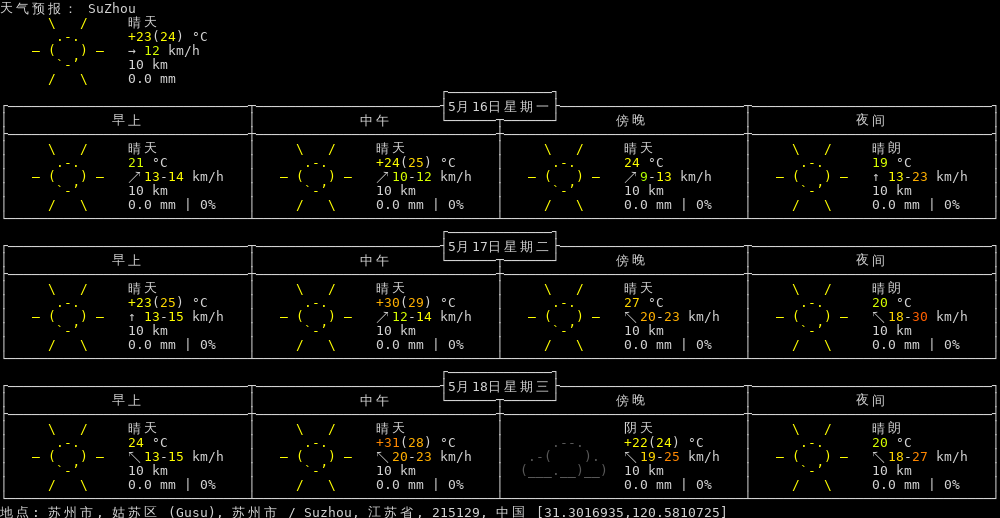 天气预报: SuZhou
晴天
+23(24) °C
→ 12 km/h
10 km
0.0 mm
5月16日星期一
早上 中午 傍晚 夜间
晴天 晴天 晴天 晴朗
21 °C +24(25) °C 24 °C 19 °C
↗ 13-14 km/h ↗ 10-12 km/h ↗ 9-13 km/h ↑ 13-23 km/h
10 km 10 km 10 km 10 km
0.0 mm | 0% 0.0 mm | 0% 0.0 mm | 0% 0.0 mm | 0%
5月17日星期二
早上 中午 傍晚 夜间
晴天 晴天 晴天 晴朗
+23(25) °C +30(29) °C 27 °C 20 °C
↑ 13-15 km/h ↗ 12-14 km/h ↖ 20-23 km/h ↖ 18-30 km/h
10 km 10 km 10 km 10 km
0.0 mm | 0% 0.0 mm | 0% 0.0 mm | 0% 0.0 mm | 0%
5月18日星期三
早上 中午 傍晚 夜间
晴天 晴天 阴天 晴朗
24 °C +31(28) °C +22(24) °C 20 °C
↖ 13-15 km/h ↖ 20-23 km/h ↖ 19-25 km/h ↖ 18-27 km/h
10 km 10 km 10 km 10 km
0.0 mm | 0% 0.0 mm | 0% 0.0 mm | 0% 0.0 mm | 0%
地点: 苏州市, 姑苏区 (Gusu), 苏州市 / Suzhou, 江苏省, 215129, 中国 [31.3016935,120.5810725]